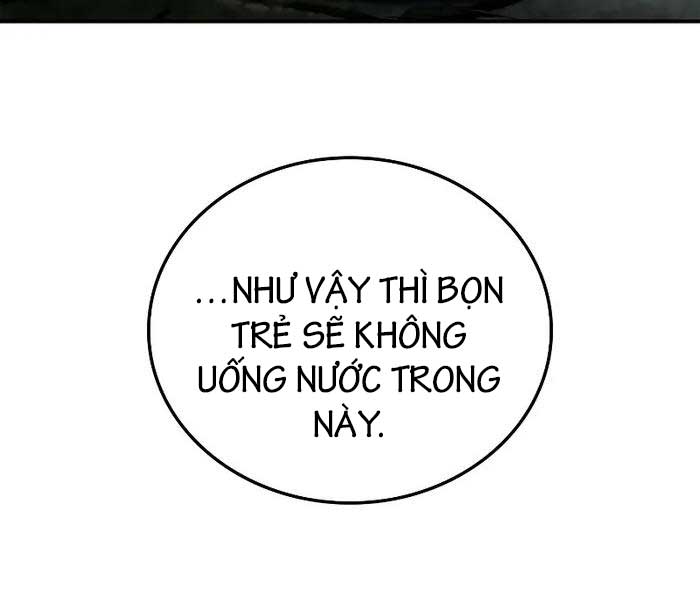 ...NHƯ VẬY THÌ BỌN
TRẺ SẼ KHÔNG
UỐNG NƯỚC TRONG
NÀY.